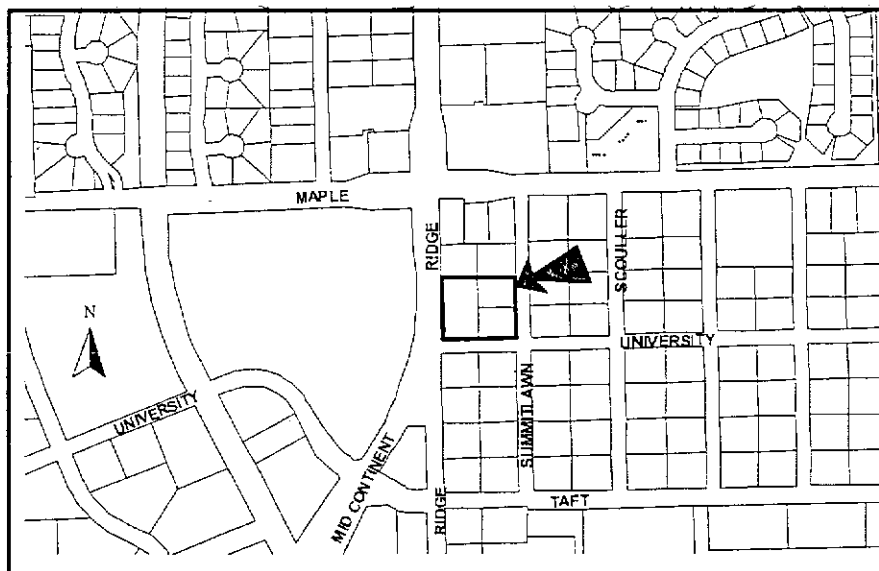 MAPLE
RIDGE
SCOULLER
N
UNIVERSITY
UNIVERSITY
SUMMITLAWN
MID CONTINENT
RIDGE
TAFT